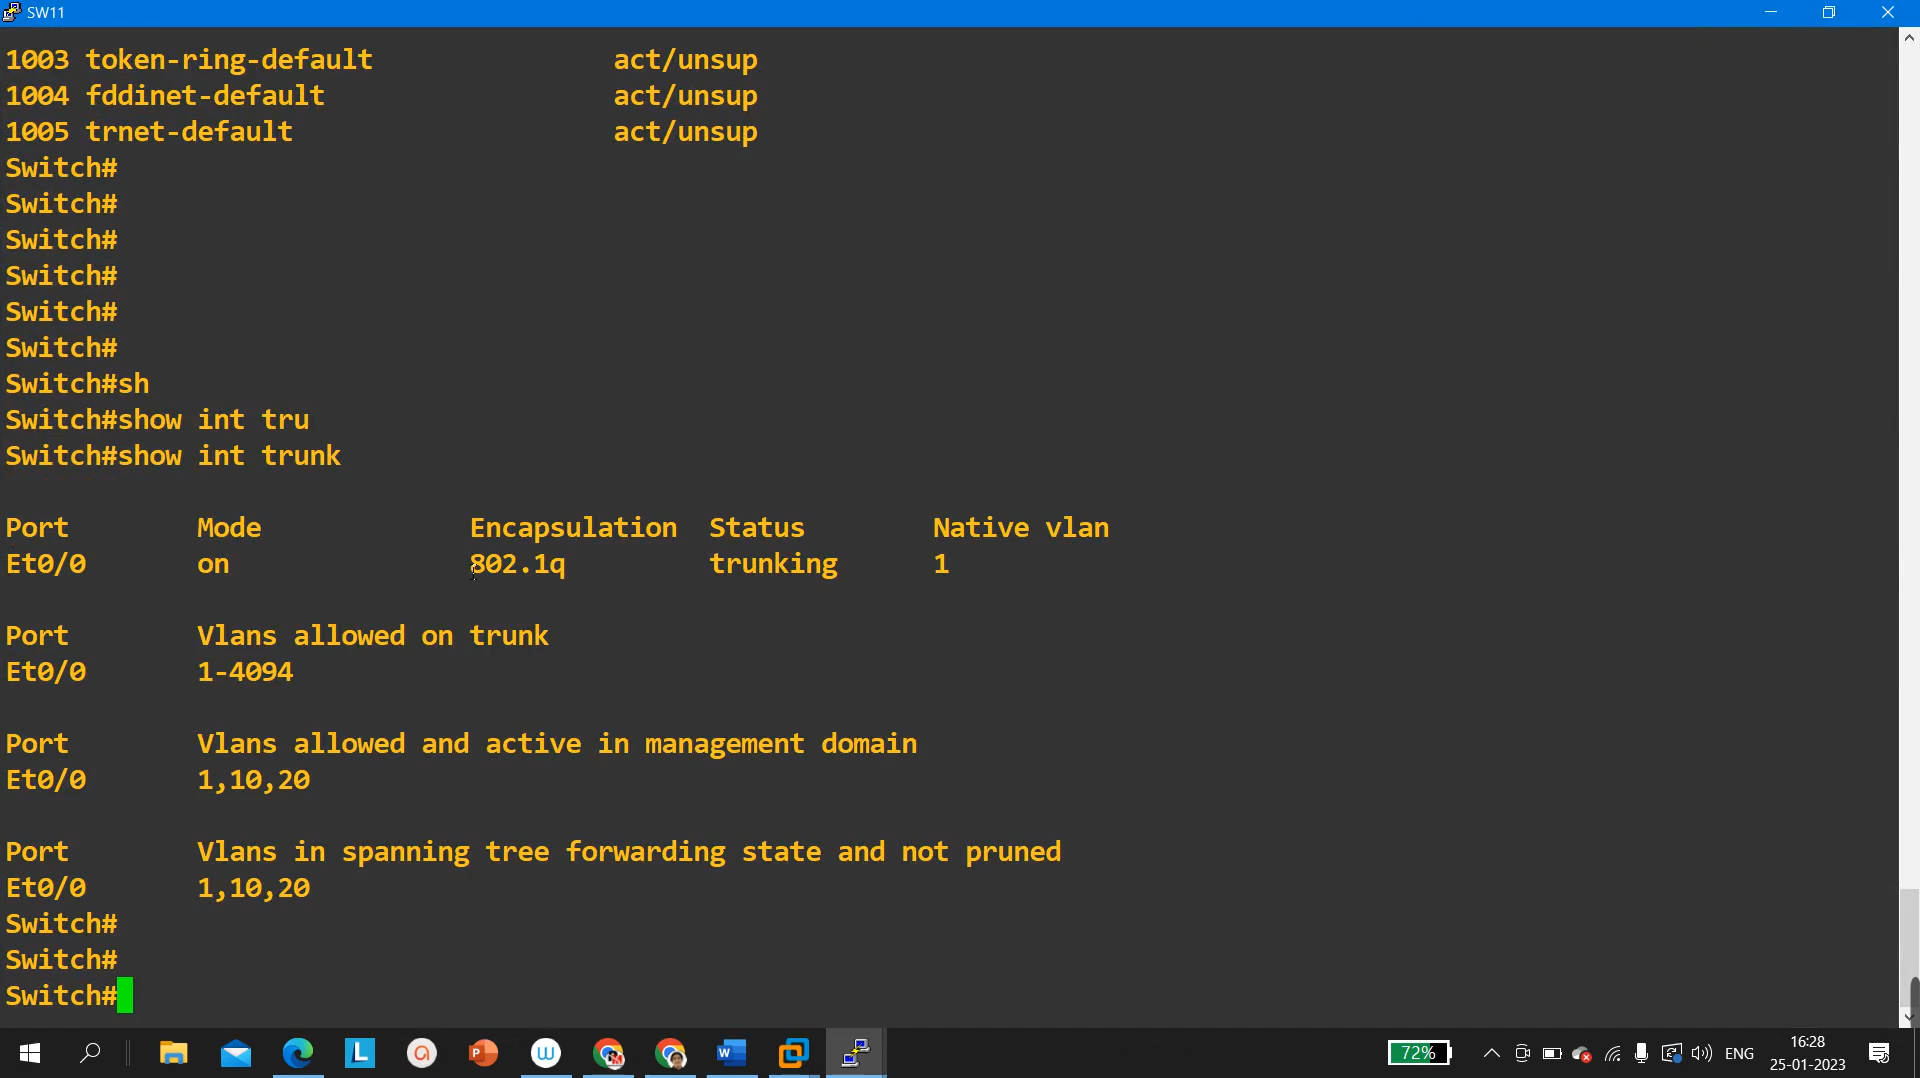 SW11
1003 token-ring-default act/unsup
1004 fddinet-default act/unsup
1005 trnet-default act/unsup
Switch#
Switch#
Switch#
Switch#
Switch#
Switch#
Switch#sh
Switch#show int tru
Switch#show int trunk
Port Mode Encapsulation Status Native vlan
Et0/0 on 802.1q trunking 1
Port Vlans allowed on trunk
Et0/0 1-4094
Port Vlans allowed and active in management domain
Et0/0 1,10,20
Port Vlans in spanning tree forwarding state and not pruned
Et0/0 1,10,20
Switch#
Switch#
Switch#
72% ENG 16:28
25-01-2023